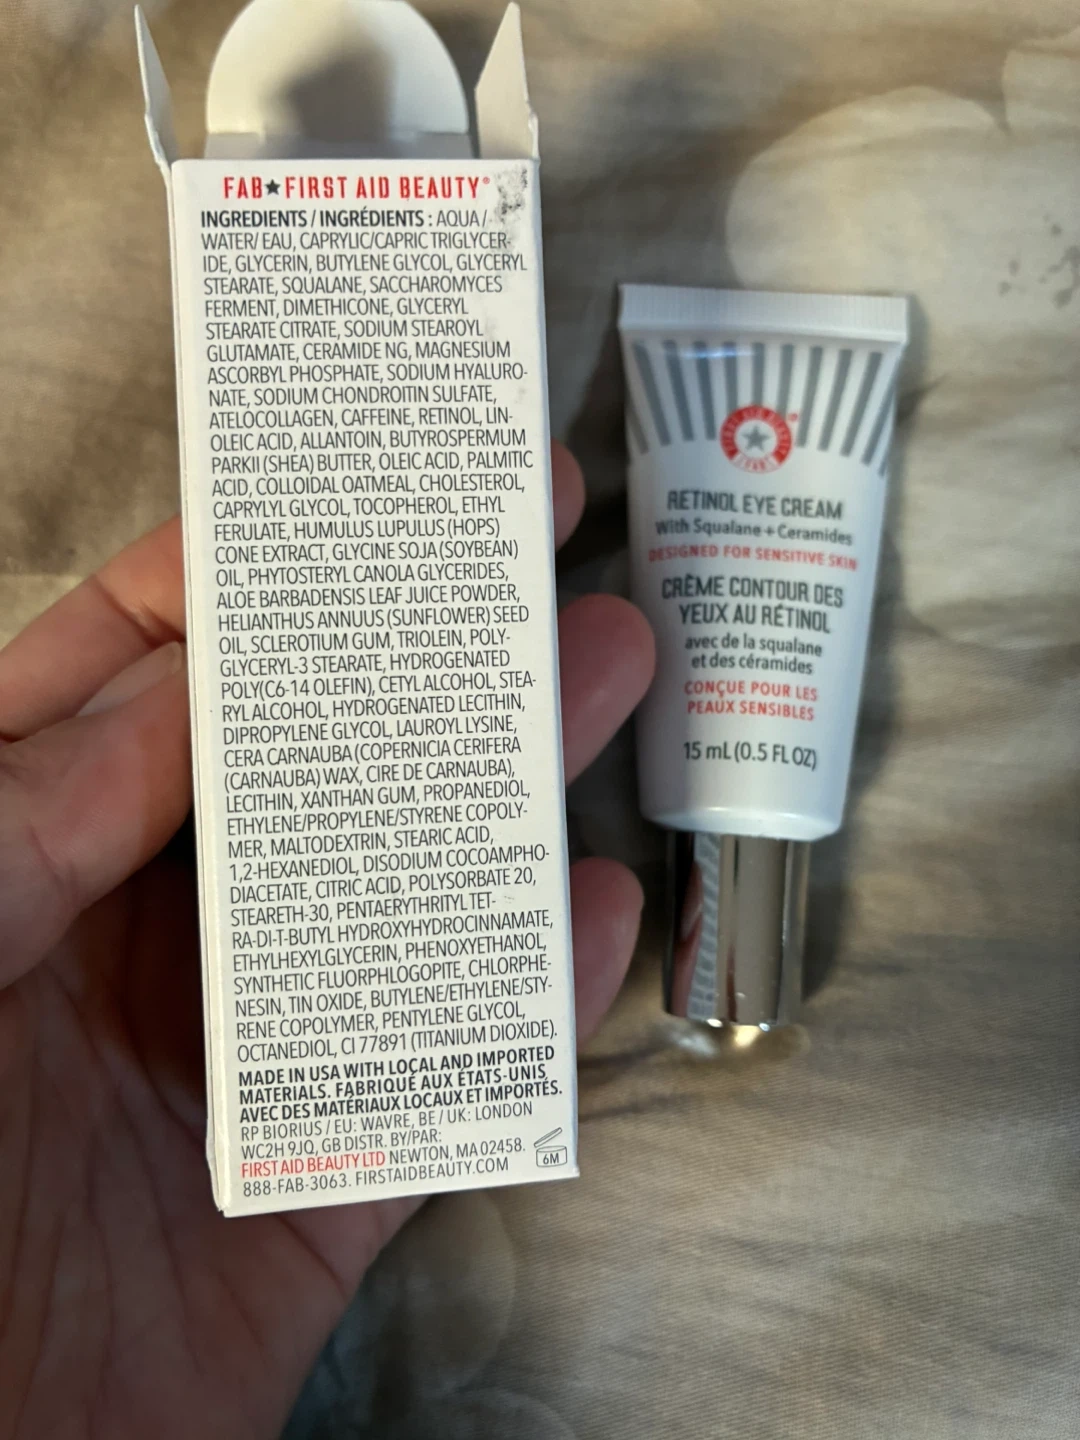 FAB★FIRST AID BEAUTY®
INGREDIENTS / INGRÉDIENTS : AQUA /
WATER/ EAU, CAPRYLIC/CAPRIC TRIGLYCER-
IDE, GLYCERIN, BUTYLENE GLYCOL, GLYCERYL
STEARATE, SQUALANE, SACCHAROMYCES
FERMENT, DIMETHICONE, GLYCERYL
STEARATE CITRATE, SODIUM STEAROYL
GLUTAMATE, CERAMIDE NG, MAGNESIUM
ASCORBYL PHOSPHATE, SODIUM HYALURO-
NATE, SODIUM CHONDROITIN SULFATE,
ATELOCOLLAGEN, CAFFEINE, RETINOL, LIN-
OLEIC ACID, ALLANTOIN, BUTYROSPERMUM
PARKII (SHEA) BUTTER, OLEIC ACID, PALMITIC
ACID, COLLOIDAL OATMEAL, CHOLESTEROL,
CAPRYLYL GLYCOL, TOCOPHEROL, ETHYL
FERULATE, HUMULUS LUPULUS (HOPS)
CONE EXTRACT, GLYCINE SOJA (SOYBEAN)
OIL, PHYTOSTERYL CANOLA GLYCERIDES,
ALOE BARBADENSIS LEAF JUICE POWDER,
HELIANTHUS ANNUUS (SUNFLOWER) SEED
OIL, SCLEROTIUM GUM, TRIOLEIN, POLY-
GLYCERYL-3 STEARATE, HYDROGENATED
POLY(C6-14 OLEFIN), CETYL ALCOHOL, STEA-
RYL ALCOHOL, HYDROGENATED LECITHIN,
DIPROPYLENE GLYCOL, LAUROYL LYSINE,
CERA CARNAUBA (COPERNICIA CERIFERA
(CARNAUBA) WAX, CIRE DE CARNAUBA),
LECITHIN, XANTHAN GUM, PROPANEDIOL,
ETHYLENE/PROPYLENE/STYRENE COPOLY-
MER, MALTODEXTRIN, STEARIC ACID,
1,2-HEXANEDIOL, DISODIUM COCOAMPHO-
DIACETATE, CITRIC ACID, POLYSORBATE 20,
STEARETH-30, PENTAERYTHRITYL TET-
RA-DI-T-BUTYL HYDROXYHYDROCINNAMATE,
ETHYLHEXYLGLYCERIN, PHENOXYETHANOL,
SYNTHETIC FLUORPHLOGOPITE, CHLORPHE-
NESIN, TIN OXIDE, BUTYLENE/ETHYLENE/STY-
RENE COPOLYMER, PENTYLENE GLYCOL,
OCTANEDIOL, CI 77891 (TITANIUM DIOXIDE).
MADE IN USA WITH LOCAL AND IMPORTED
MATERIALS. FABRIQUÉ AUX ÉTATS-UNIS
AVEC DES MATÉRIAUX LOCAUX ET IMPORTÉS.
RP BIORIUS / EU: WAVRE, BE / UK: LONDON
WC2H 9JQ, GB DISTR. BY/PAR:
FIRST AID BEAUTY LTD NEWTON, MA 02458.
888-FAB-3063. FIRSTAIDBEAUTY.COM
6M
RETINOL EYE CREAM
With Squalane + Ceramides
DESIGNED FOR SENSITIVE SKIN
CRÈME CONTOUR DES
YEUX AU RÉTINOL
avec de la squalane
et des céramides
CONÇUE POUR LES
PEAUX SENSIBLES
15 mL (0.5 FL OZ)